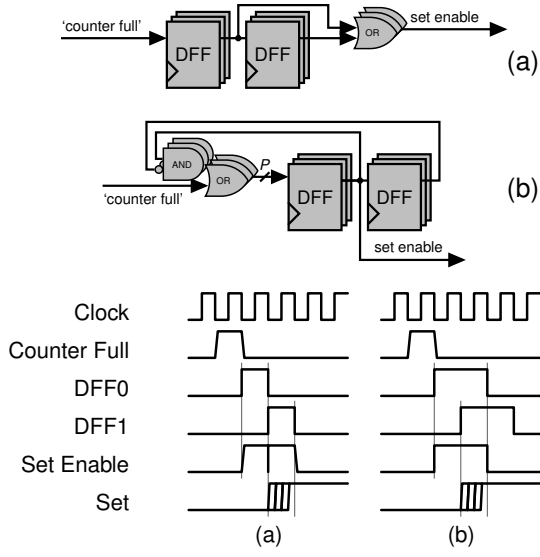 ‘counter full’
DFF
DFF
OR
set enable
(a)
AND
OR
P
‘counter full’
DFF
DFF
(b)
set enable
Clock
Counter Full
DFF0
DFF1
Set Enable
Set
(a)
(b)